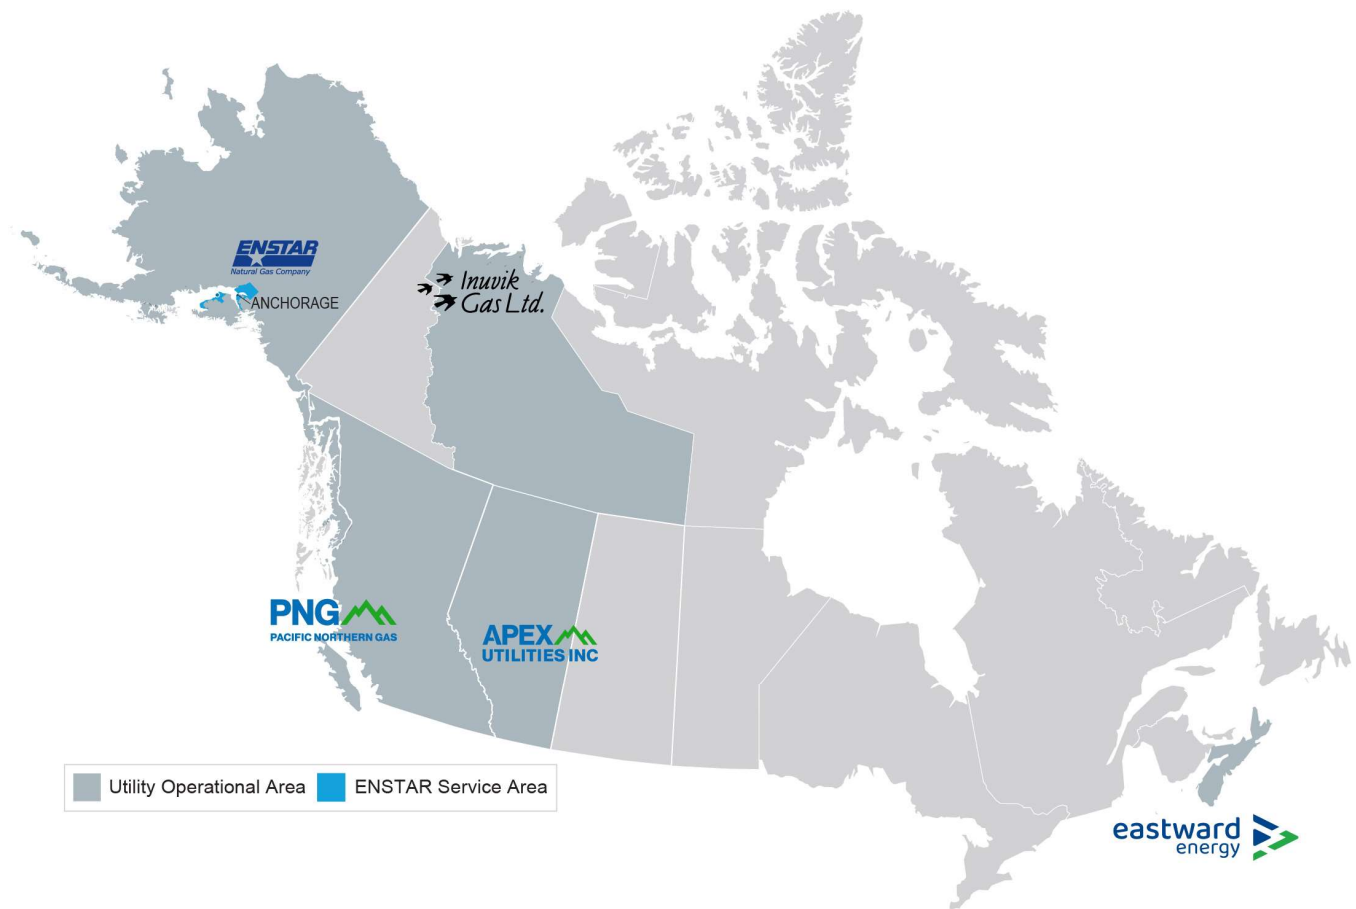 ENSTAR
Natural Gas Company
ANCHORAGE
Inuvik
Gas Ltd.
PNG
PACIFIC NORTHERN GAS
APEX
UTILITIES INC
Utility Operational Area
ENSTAR Service Area
eastward
energy